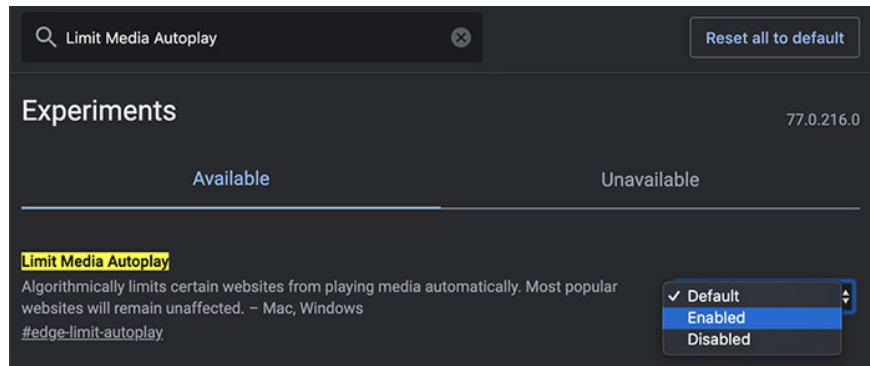 Limit Media Autoplay
Reset all to default
Experiments
77.0.216.0
Available
Unavailable
Limit Media Autoplay
Algorithmically limits certain websites from playing media automatically. Most popular
websites will remain unaffected. – Mac, Windows
#edge-limit-autoplay
✓ Default
Enabled
Disabled